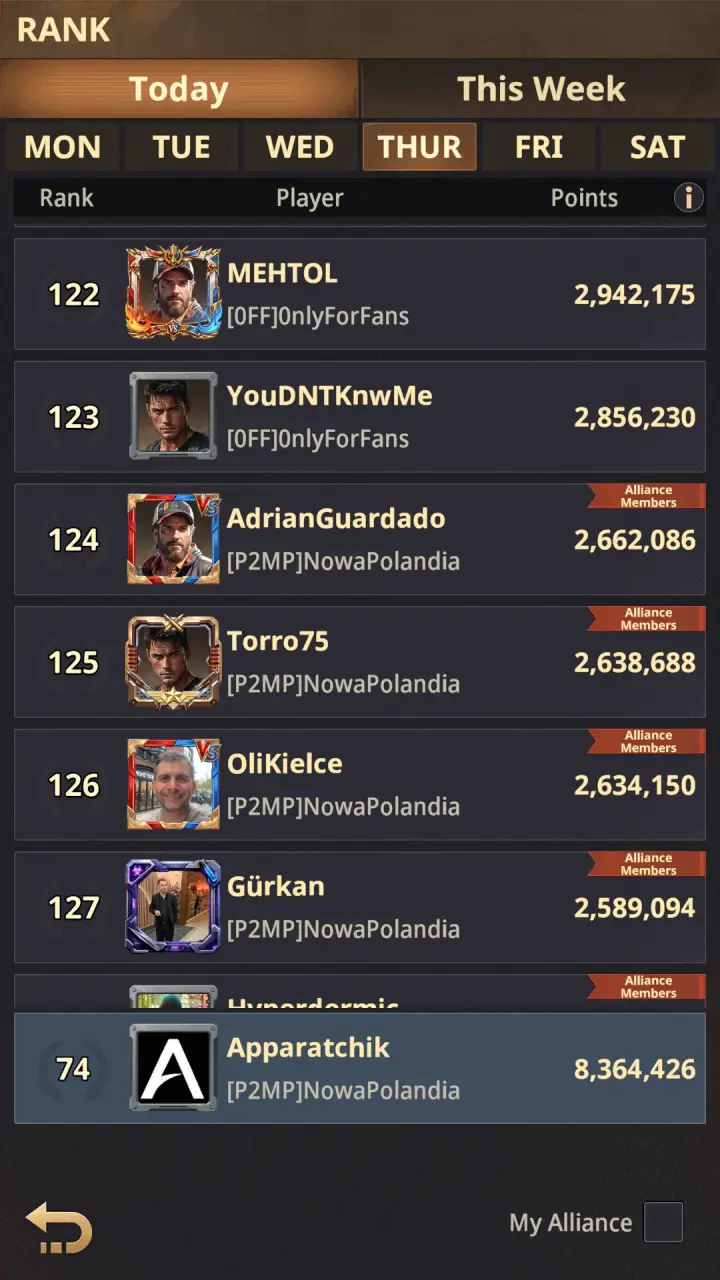 RANK
Today
This Week
MON
TUE
WED
THUR
FRI
SAT
Rank
Player
Points
122
MEHTOL
[0FF]0nlyForFans
2,942,175
123
YouDNTKnwMe
[0FF]0nlyForFans
2,856,230
Alliance
Members
124
AdrianGuardado
[P2MP]NowaPolandia
2,662,086
Alliance
Members
125
Torro75
[P2MP]NowaPolandia
2,638,688
Alliance
Members
126
OliKielce
[P2MP]NowaPolandia
2,634,150
Alliance
Members
127
Gürkan
[P2MP]NowaPolandia
2,589,094
Alliance
Members
74
Apparatchik
[P2MP]NowaPolandia
8,364,426
My Alliance